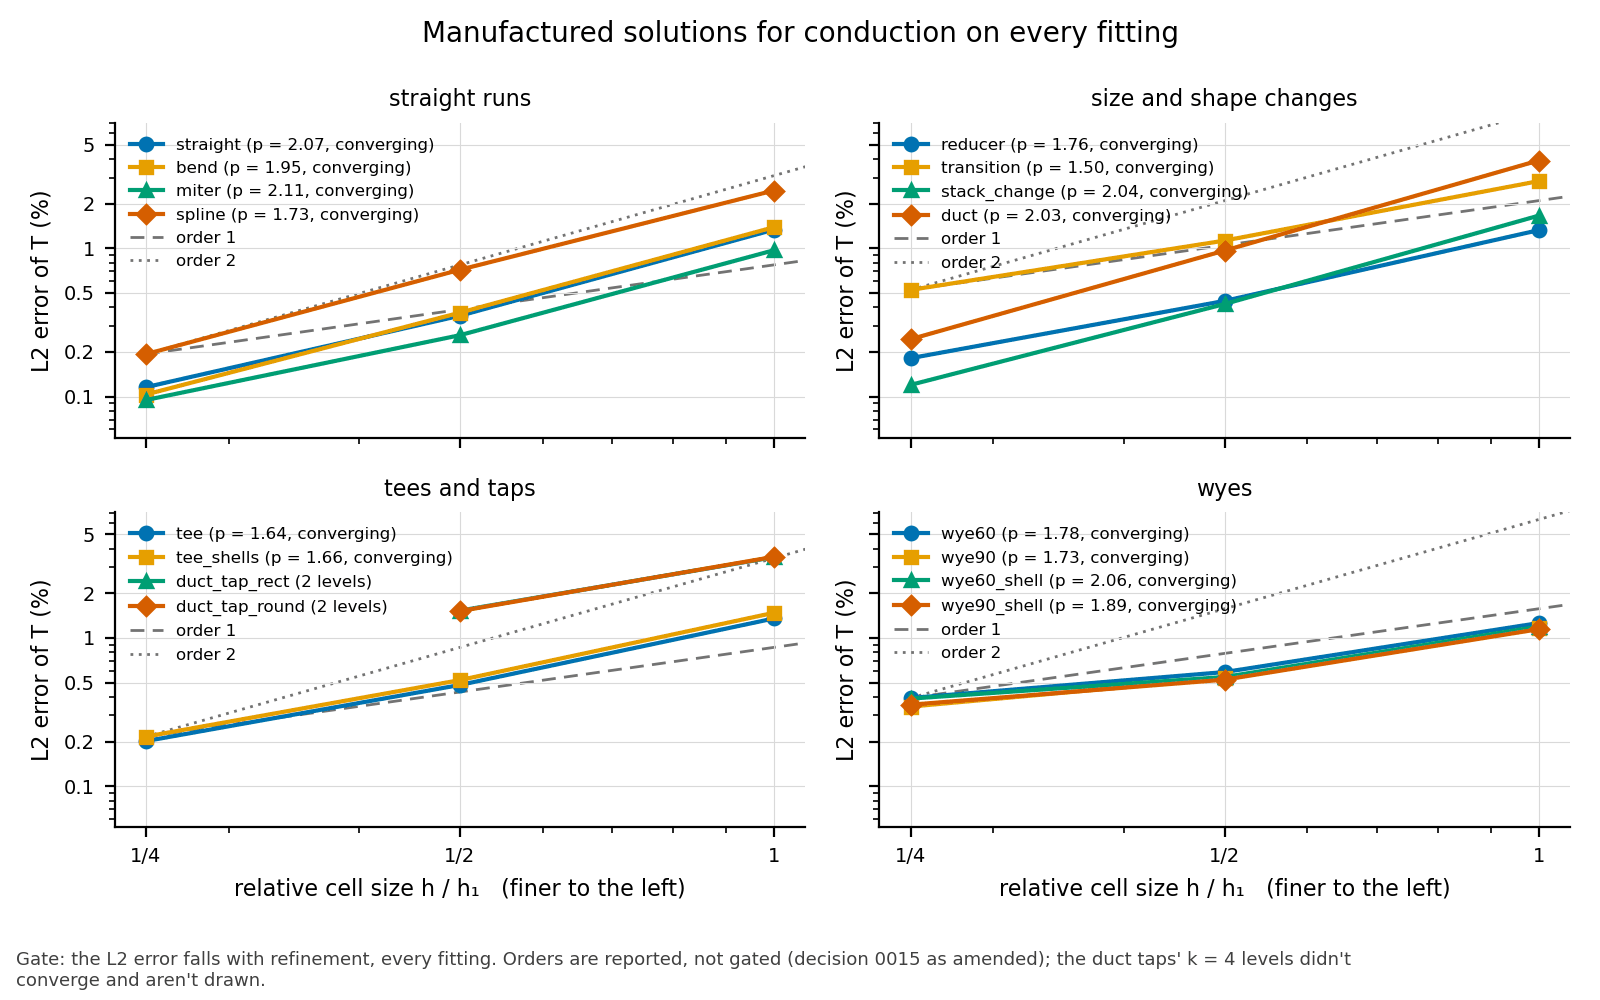 Manufactured solutions for conduction on every fitting
straight runs
L2 error of T (%)
5
2
1
0.5
0.2
0.1
straight (p = 2.07, converging)
bend (p = 1.95, converging)
miter (p = 2.11, converging)
spline (p = 1.73, converging)
order 1
order 2
size and shape changes
L2 error of T (%)
reducer (p = 1.76, converging)
transition (p = 1.50, converging)
stack_change (p = 2.04, converging)
duct (p = 2.03, converging)
order 1
order 2
tees and taps
L2 error of T (%)
5
2
1
0.5
0.2
0.1
tee (p = 1.64, converging)
tee_shells (p = 1.66, converging)
duct_tap_rect (2 levels)
duct_tap_round (2 levels)
order 1
order 2
1/4
1/2
1
relative cell size h / h₁   (finer to the left)
wyes
L2 error of T (%)
wye60 (p = 1.78, converging)
wye90 (p = 1.73, converging)
wye60_shell (p = 2.06, converging)
wye90_shell (p = 1.89, converging)
order 1
order 2
1/4
1/2
1
relative cell size h / h₁   (finer to the left)
Gate: the L2 error falls with refinement, every fitting. Orders are reported, not gated (decision 0015 as amended); the duct taps' k = 4 levels didn't
converge and aren't drawn.